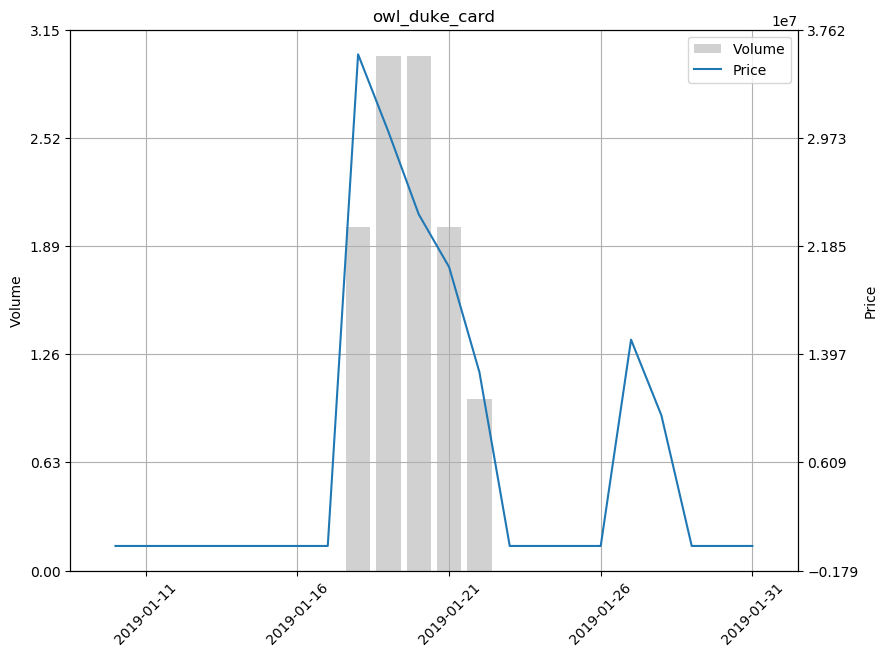 owl_duke_card
1e7
3.15
2.52
1.89
1.26
0.63
0.00
Volume
3.762
2.973
2.185
1.397
0.609
−0.179
Price
Volume
Price
2019-01-11
2019-01-16
2019-01-21
2019-01-26
2019-01-31